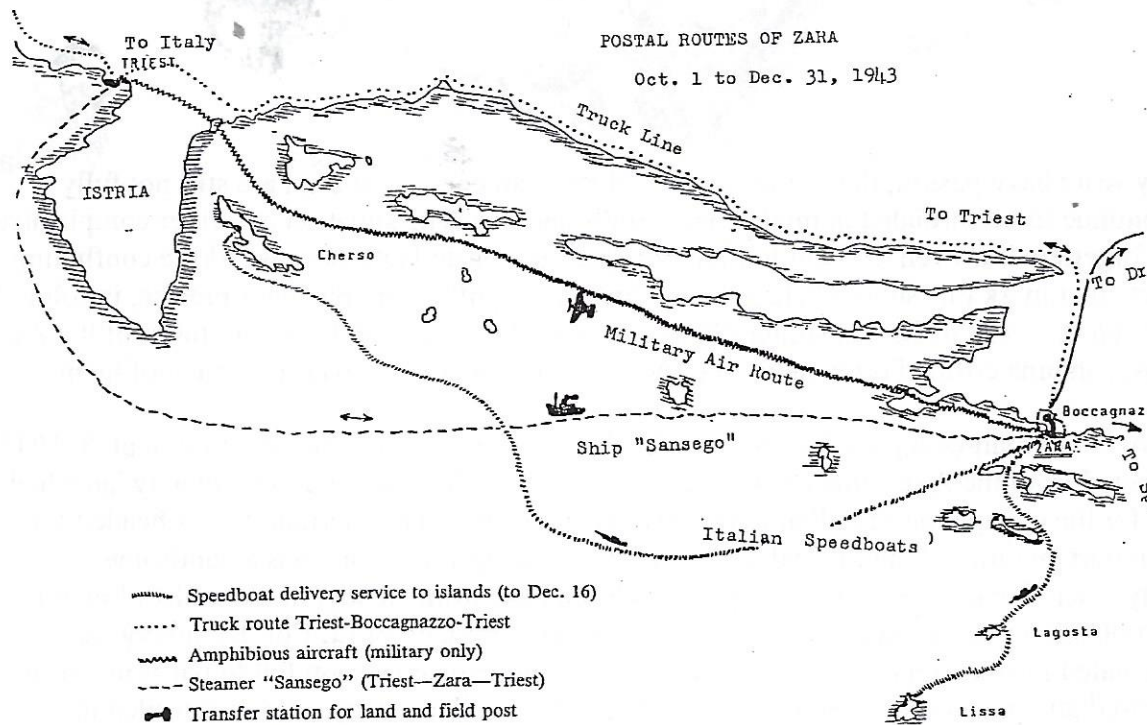 POSTAL ROUTES OF ZARA
Oct. 1 to Dec. 31, 1943
To Italy
TRIEST
Truck Line
ISTRIA
To Triest
To Dr
Cherso
Military Air Route
Boccagnaz
Ship "Sansego"
ZARA
To S
Italian Speedboats )
Speedboat delivery service to islands (to Dec. 16)
Truck route Triest-Boccagnazzo-Triest
Amphibious aircraft (military only)
Steamer "Sansego" (Triest—Zara—Triest)
Transfer station for land and field post
Lagosta
Lissa